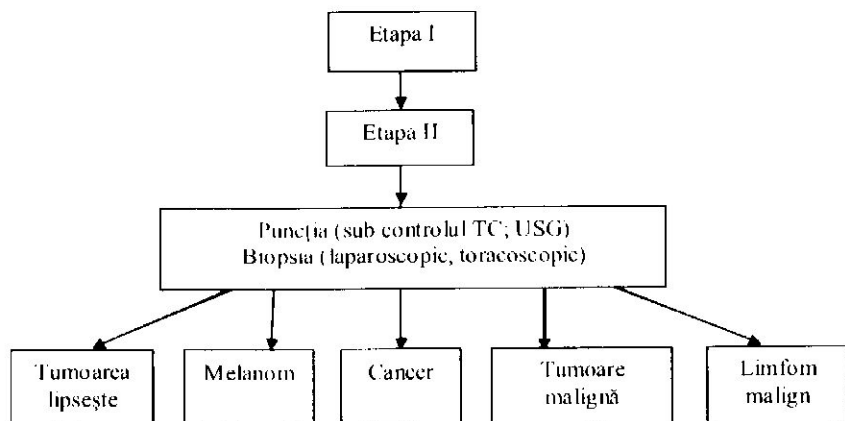 Etapa I
Etapa II
Puncția (sub controlul TC; USG)
Biopsia (laparoscopic, toracoscopic)
Tumoarea
lipsește
Melanom
Cancer
Tumoare
malignă
Limfom
malign